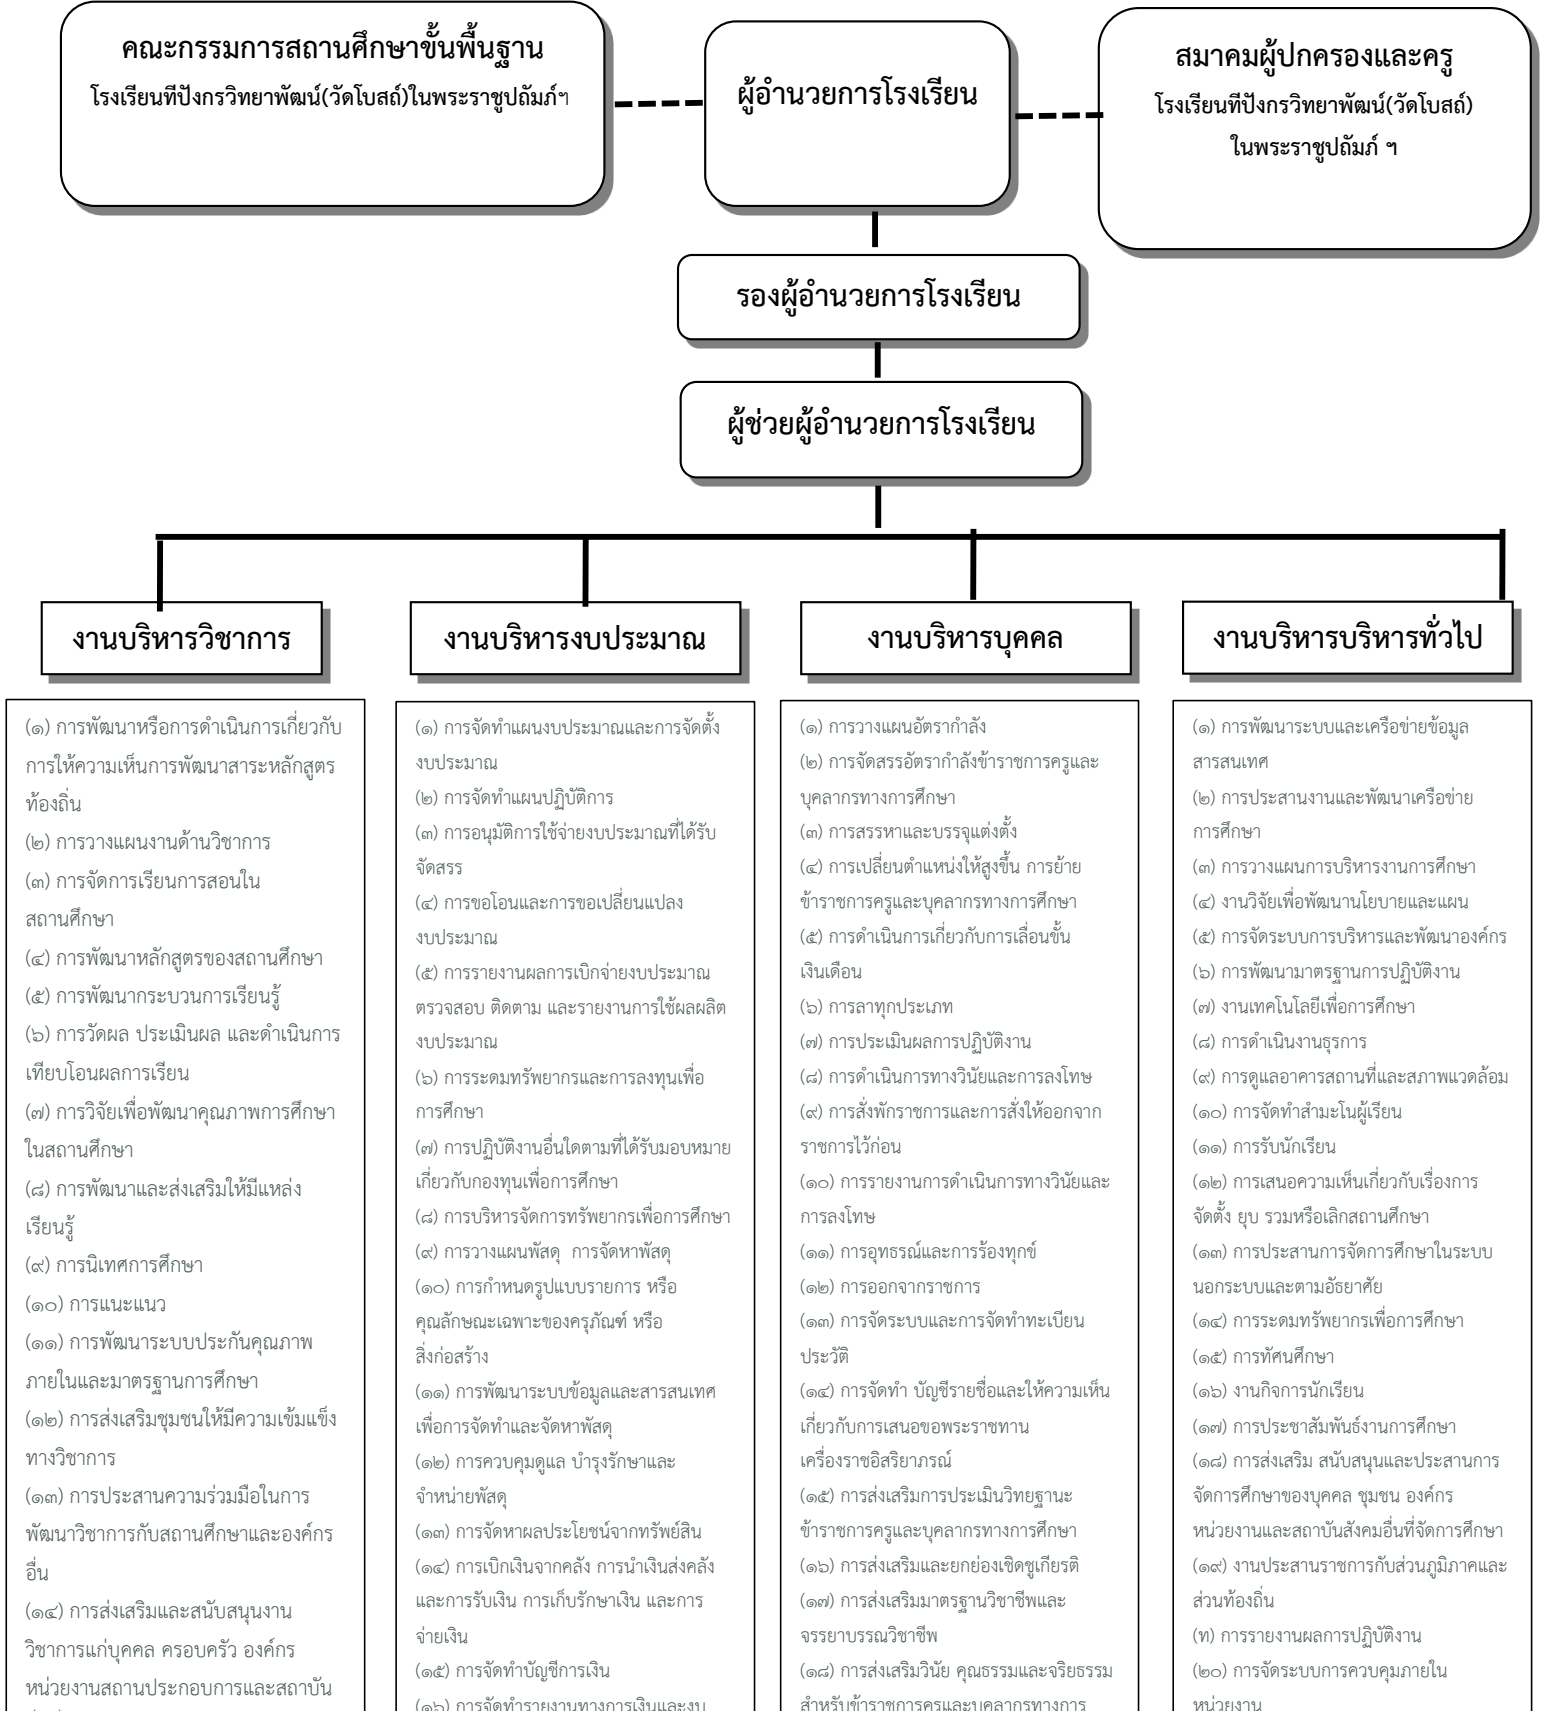 คณะกรรมการสถานศึกษาขั้นพื้นฐาน
โรงเรียนทีปังกรวิทยาพัฒน์(วัดโบสถ์)ในพระราชูปถัมภ์ฯ
ผู้อำนวยการโรงเรียน
สมาคมผู้ปกครองและครู
โรงเรียนทีปังกรวิทยาพัฒน์(วัดโบสถ์)
ในพระราชูปถัมภ์ ฯ
รองผู้อำนวยการโรงเรียน
ผู้ช่วยผู้อำนวยการโรงเรียน
งานบริหารวิชาการ
(๑) การพัฒนาหรือการดำเนินการเกี่ยวกับ
การให้ความเห็นการพัฒนาสาระหลักสูตร
ท้องถิ่น
(๒) การวางแผนงานด้านวิชาการ
(๓) การจัดการเรียนการสอนใน
สถานศึกษา
(๔) การพัฒนาหลักสูตรของสถานศึกษา
(๕) การพัฒนากระบวนการเรียนรู้
(๖) การวัดผล ประเมินผล และดำเนินการ
เทียบโอนผลการเรียน
(๗) การวิจัยเพื่อพัฒนาคุณภาพการศึกษา
ในสถานศึกษา
(๘) การพัฒนาและส่งเสริมให้มีแหล่ง
เรียนรู้
(๙) การนิเทศการศึกษา
(๑๐) การแนะแนว
(๑๑) การพัฒนาระบบประกันคุณภาพ
ภายในและมาตรฐานการศึกษา
(๑๒) การส่งเสริมชุมชนให้มีความเข้มแข็ง
ทางวิชาการ
(๑๓) การประสานความร่วมมือในการ
พัฒนาวิชาการกับสถานศึกษาและองค์กร
อื่น
(๑๔) การส่งเสริมและสนับสนุนงาน
วิชาการแก่บุคคล ครอบครัว องค์กร
หน่วยงานสถานประกอบการและสถาบัน
งานบริหารงบประมาณ
(๑) การจัดทำแผนงบประมาณและการจัดตั้ง
งบประมาณ
(๒) การจัดทำแผนปฏิบัติการ
(๓) การอนุมัติการใช้จ่ายงบประมาณที่ได้รับ
จัดสรร
(๔) การขอโอนและการขอเปลี่ยนแปลง
งบประมาณ
(๕) การรายงานผลการเบิกจ่ายงบประมาณ
ตรวจสอบ ติดตาม และรายงานการใช้ผลผลิต
งบประมาณ
(๖) การระดมทรัพยากรและการลงทุนเพื่อ
การศึกษา
(๗) การปฏิบัติงานอื่นใดตามที่ได้รับมอบหมาย
เกี่ยวกับกองทุนเพื่อการศึกษา
(๘) การบริหารจัดการทรัพยากรเพื่อการศึกษา
(๙) การวางแผนพัสดุ  การจัดหาพัสดุ
(๑๐) การกำหนดรูปแบบรายการ หรือ
คุณลักษณะเฉพาะของครุภัณฑ์ หรือ
สิ่งก่อสร้าง
(๑๑) การพัฒนาระบบข้อมูลและสารสนเทศ
เพื่อการจัดทำและจัดหาพัสดุ
(๑๒) การควบคุมดูแล บำรุงรักษาและ
จำหน่ายพัสดุ
(๑๓) การจัดหาผลประโยชน์จากทรัพย์สิน
(๑๔) การเบิกเงินจากคลัง การนำเงินส่งคลัง
และการรับเงิน การเก็บรักษาเงิน และการ
จ่ายเงิน
(๑๕) การจัดทำบัญชีการเงิน
(๑๖) การจัดทำรายงานทางการเงินและงบ
งานบริหารบุคคล
(๑) การวางแผนอัตรากำลัง
(๒) การจัดสรรอัตรากำลังข้าราชการครูและ
บุคลากรทางการศึกษา
(๓) การสรรหาและบรรจุแต่งตั้ง
(๔) การเปลี่ยนตำแหน่งให้สูงขึ้น การย้าย
ข้าราชการครูและบุคลากรทางการศึกษา
(๕) การดำเนินการเกี่ยวกับการเลื่อนขั้น
เงินเดือน
(๖) การลาทุกประเภท
(๗) การประเมินผลการปฏิบัติงาน
(๘) การดำเนินการทางวินัยและการลงโทษ
(๙) การสั่งพักราชการและการสั่งให้ออกจาก
ราชการไว้ก่อน
(๑๐) การรายงานการดำเนินการทางวินัยและ
การลงโทษ
(๑๑) การอุทธรณ์และการร้องทุกข์
(๑๒) การออกจากราชการ
(๑๓) การจัดระบบและการจัดทำทะเบียน
ประวัติ
(๑๔) การจัดทำ บัญชีรายชื่อและให้ความเห็น
เกี่ยวกับการเสนอขอพระราชทาน
เครื่องราชอิสริยาภรณ์
(๑๕) การส่งเสริมการประเมินวิทยฐานะ
ข้าราชการครูและบุคลากรทางการศึกษา
(๑๖) การส่งเสริมและยกย่องเชิดชูเกียรติ
(๑๗) การส่งเสริมมาตรฐานวิชาชีพและ
จรรยาบรรณวิชาชีพ
(๑๘) การส่งเสริมวินัย คุณธรรมและจริยธรรม
สำหรับข้าราชการครูและบุคลากรทางการ
งานบริหารบริหารทั่วไป
(๑) การพัฒนาระบบและเครือข่ายข้อมูล
สารสนเทศ
(๒) การประสานงานและพัฒนาเครือข่าย
การศึกษา
(๓) การวางแผนการบริหารงานการศึกษา
(๔) งานวิจัยเพื่อพัฒนานโยบายและแผน
(๕) การจัดระบบการบริหารและพัฒนาองค์กร
(๖) การพัฒนามาตรฐานการปฏิบัติงาน
(๗) งานเทคโนโลยีเพื่อการศึกษา
(๘) การดำเนินงานธุรการ
(๙) การดูแลอาคารสถานที่และสภาพแวดล้อม
(๑๐) การจัดทำสำมะโนผู้เรียน
(๑๑) การรับนักเรียน
(๑๒) การเสนอความเห็นเกี่ยวกับเรื่องการ
จัดตั้ง ยุบ รวมหรือเลิกสถานศึกษา
(๑๓) การประสานการจัดการศึกษาในระบบ
นอกระบบและตามอัธยาศัย
(๑๔) การระดมทรัพยากรเพื่อการศึกษา
(๑๕) การทัศนศึกษา
(๑๖) งานกิจการนักเรียน
(๑๗) การประชาสัมพันธ์งานการศึกษา
(๑๘) การส่งเสริม สนับสนุนและประสานการ
จัดการศึกษาของบุคคล ชุมชน องค์กร
หน่วยงานและสถาบันสังคมอื่นที่จัดการศึกษา
(๑๙) งานประสานราชการกับส่วนภูมิภาคและ
ส่วนท้องถิ่น
(ท) การรายงานผลการปฏิบัติงาน
(๒๐) การจัดระบบการควบคุมภายใน
หน่วยงาน